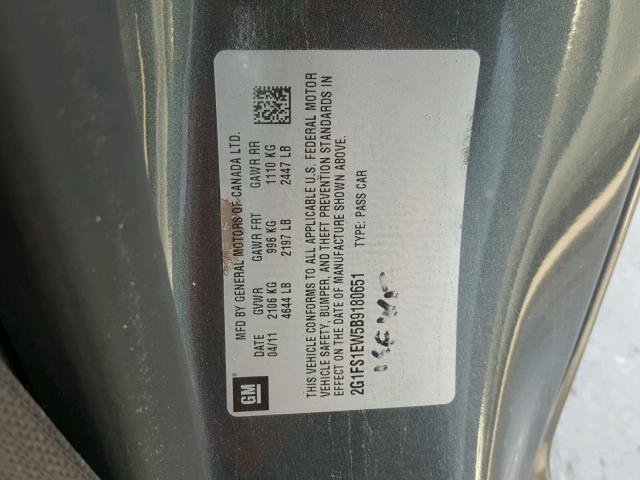 GM
MFD BY GENERAL MOTORS OF CANADA LTD.
DATE GVWR GAWR FRT GAWR RR
04/11 2106 KG 996 KG 1110 KG
4644 LB 2197 LB 2447 LB
THIS VEHICLE CONFORMS TO ALL APPLICABLE U.S. FEDERAL MOTOR
VEHICLE SAFETY, BUMPER, AND THEFT PREVENTION STANDARDS IN
EFFECT ON THE DATE OF MANUFACTURE SHOWN ABOVE.
2G1FS1EW5B9180651 TYPE: PASS CAR